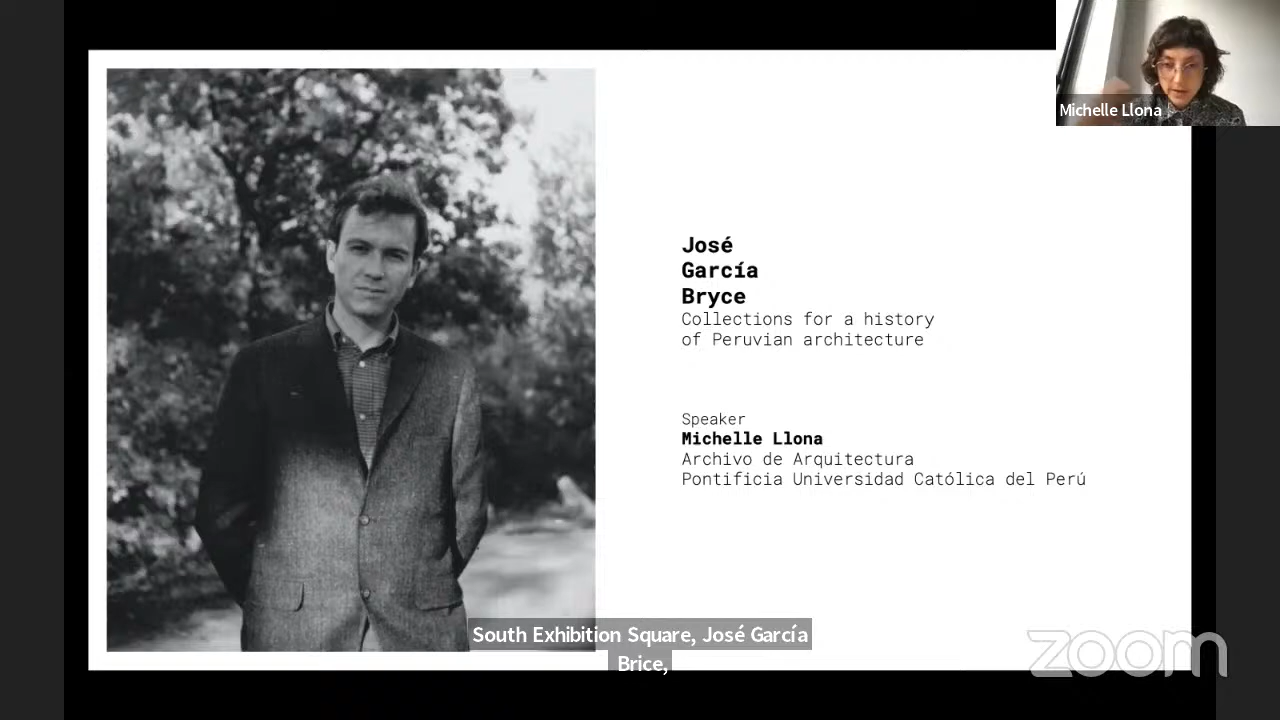 Michelle Llona
José
García
Bryce
Collections for a history
of Peruvian architecture
Speaker
Michelle Llona
Archivo de Arquitectura
Pontificia Universidad Católica del Perú
South Exhibition Square, José García
Brice,
zoom